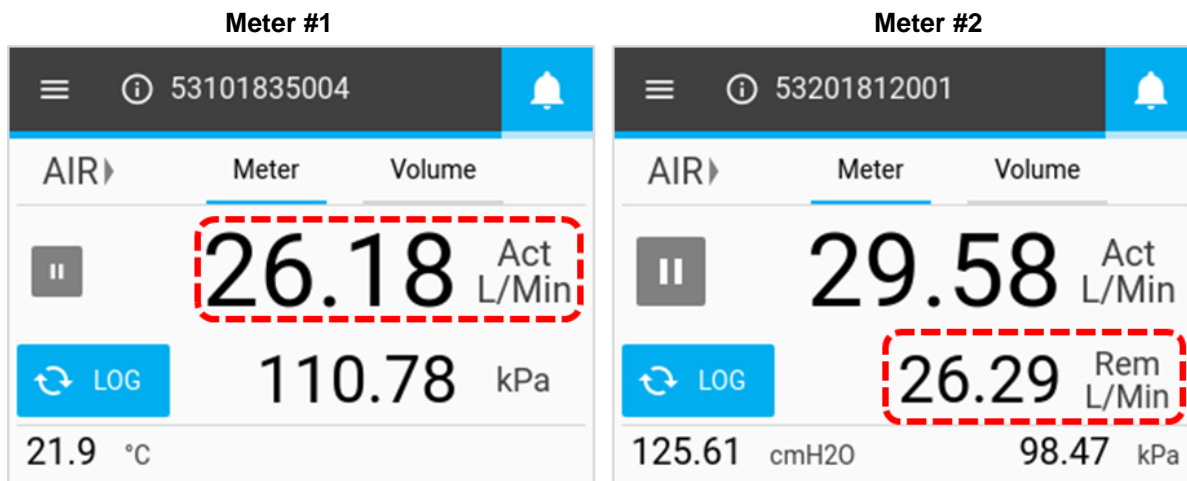 Meter #1
53101835004
AIR Meter Volume
26.18 Act L/Min
LOG 110.78 kPa
21.9 °C
Meter #2
53201812001
AIR Meter Volume
29.58 Act L/Min
LOG 26.29 Rem L/Min
125.61 cmH2O 98.47 kPa